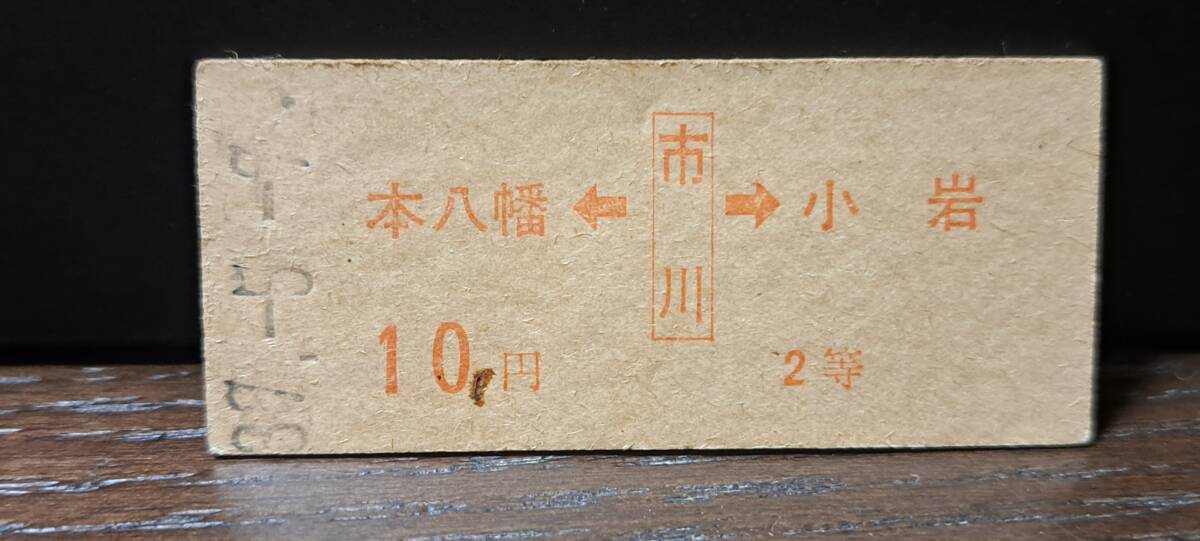 本八幡 ← 市川 → 小岩
10円 2等